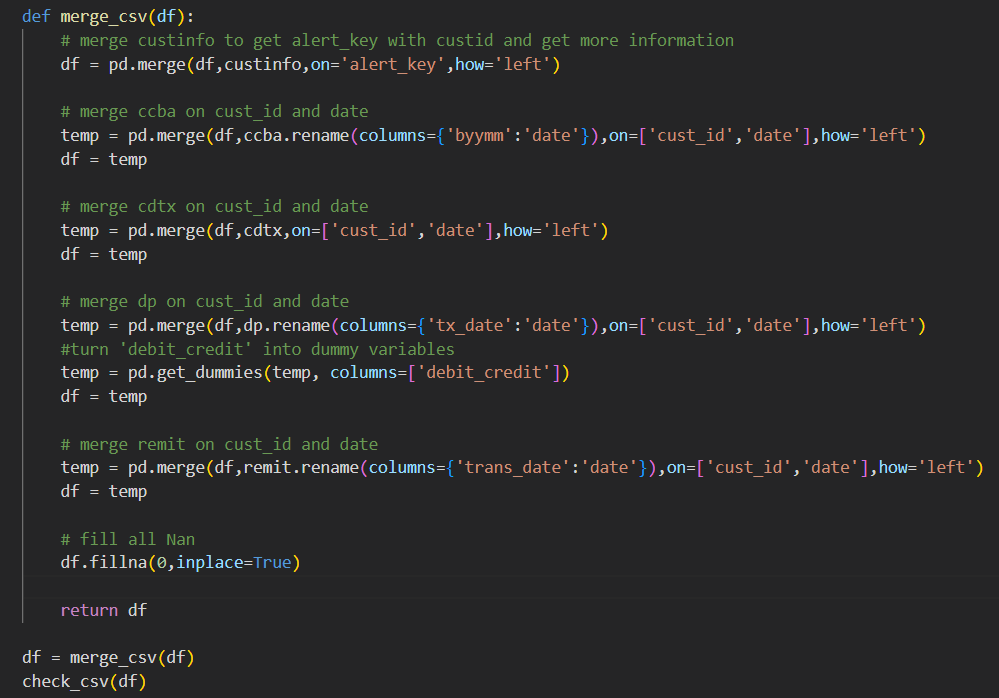 def merge_csv(df):
    # merge custinfo to get alert_key with custid and get more information
    df = pd.merge(df,custinfo,on='alert_key',how='left')
    # merge ccba on cust_id and date
    temp = pd.merge(df,ccba.rename(columns={'byymm':'date'}),on=['cust_id','date'],how='left')
    df = temp
    # merge cdtx on cust_id and date
    temp = pd.merge(df,cdtx,on=['cust_id','date'],how='left')
    df = temp
    # merge dp on cust_id and date
    temp = pd.merge(df,dp.rename(columns={'tx_date':'date'}),on=['cust_id','date'],how='left')
    #turn 'debit_credit' into dummy variables
    temp = pd.get_dummies(temp, columns=['debit_credit'])
    df = temp
    # merge remit on cust_id and date
    temp = pd.merge(df,remit.rename(columns={'trans_date':'date'}),on=['cust_id','date'],how='left')
    df = temp
    # fill all Nan
    df.fillna(0,inplace=True)
    return df
df = merge_csv(df)
check_csv(df)